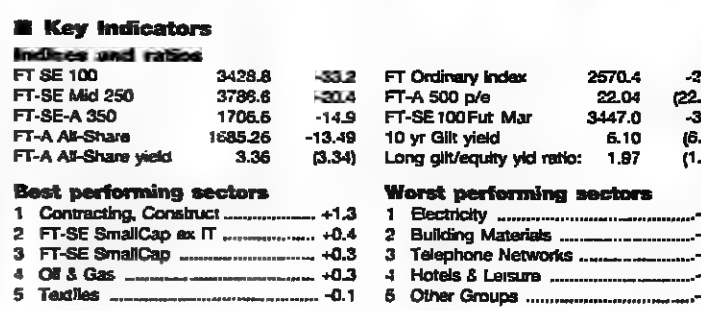 Key Indicators
Indices and ratios
FT SE 100 3428.8 -33.2
FT-SE Mid 250 3786.6 -20.4
FT-SE-A 350 1706.6 -14.9
FT-A All-Share 1685.26 -13.49
FT-A All-Share yield 3.36 (3.34)
FT Ordinary Index 2570.4
FT-A 500 p/e 22.04 (22.
FT-SE 100 Fut Mar 3447.0 -3
10 yr Gilt yield 6.10 (6.
Long gilt/equity yld ratio: 1.97 (1.
Best performing sectors
1 Contracting, Construct +1.3
2 FT-SE SmallCap ex IT +0.4
3 FT-SE SmallCap +0.3
4 Oil & Gas +0.3
5 Textiles -0.1
Worst performing sectors
1 Electricity -
2 Building Materials -
3 Telephone Networks -
4 Hotels & Leisure -
5 Other Groups -